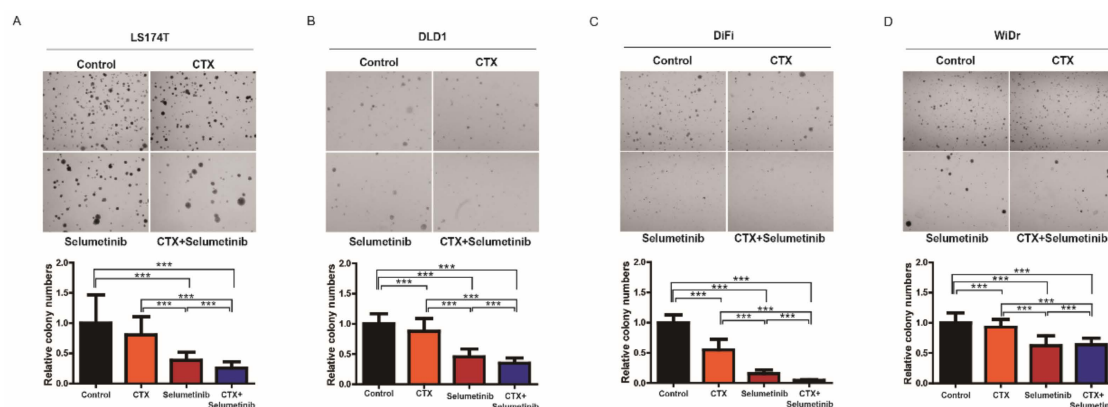 A
LS174T
Control CTX
Selumetinib CTX+Selumetinib
Relative colony numbers
2.0
1.5
1.0
0.5
0.0
***
***
***
*** ***
Control CTX Selumetinib CTX+
Selumetinib
B
DLD1
Control CTX
Selumetinib CTX+Selumetinib
Relative colony numbers
2.0
1.5
1.0
0.5
0.0
***
***
*** ***
*** ***
Control CTX Selumetinib CTX+
Selumetinib
C
DiFi
Control CTX
Selumetinib CTX+Selumetinib
Relative colony numbers
2.0
1.5
1.0
0.5
0.0
***
***
*** ***
*** ***
Control CTX Selumetinib CTX+
Selumetinib
D
WiDr
Control CTX
Selumetinib CTX+Selumetinib
Relative colony numbers
2.0
1.5
1.0
0.5
0.0
***
***
*** ***
*** ***
Control CTX Selumetinib CTX+
Selumetinib